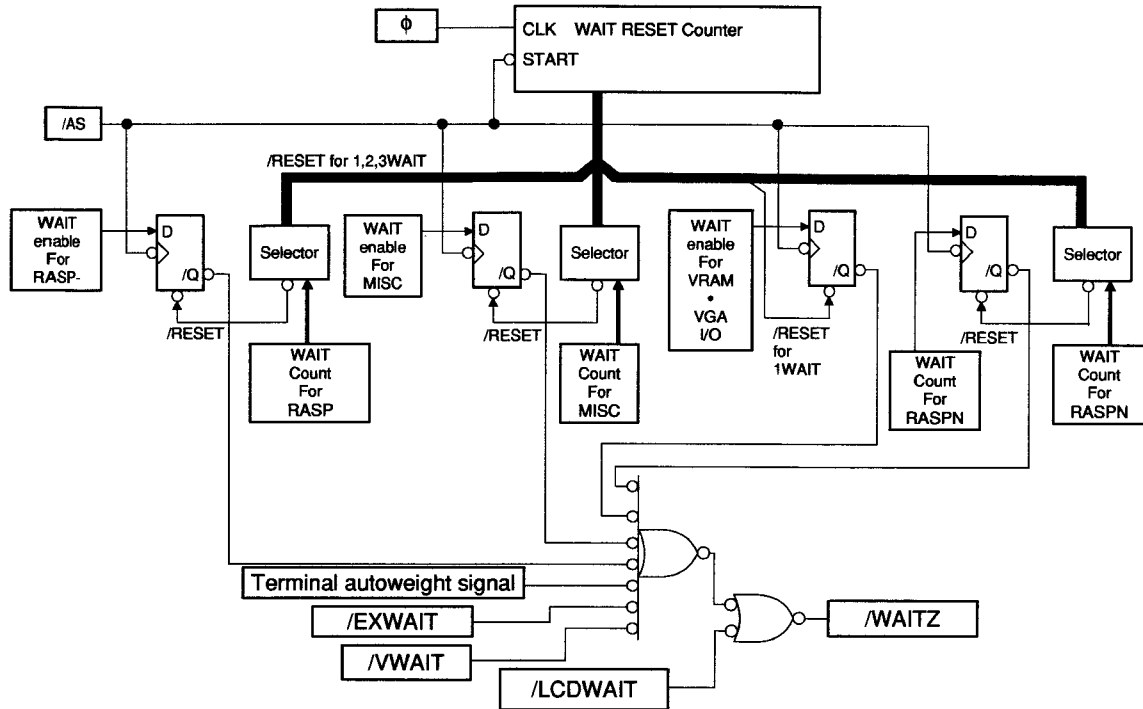 ϕ
CLK WAIT RESET Counter
START
/AS
/RESET for 1,2,3WAIT
WAIT
enable
For
RASP-
D
/Q
Selector
/RESET
WAIT
Count
For
RASP
WAIT
enable
For
MISC
D
/Q
Selector
/RESET
WAIT
Count
For
MISC
WAIT
enable
For
VRAM
•
VGA
I/O
D
/Q
/RESET
for
1WAIT
D
/Q
Selector
/RESET
WAIT
Count
For
RASPN
WAIT
Count
For
RASPN
Terminal autoweight signal
/EXWAIT
/VWAIT
/LCDWAIT
/WAITZ